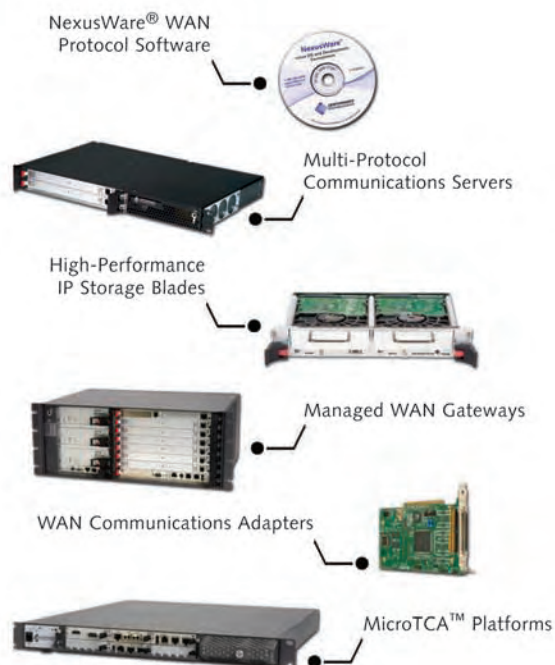 NexusWare® WAN
Protocol Software
NexusWare®
Multi-Protocol
Communications Servers
High-Performance
IP Storage Blades
Managed WAN Gateways
WAN Communications Adapters
MicroTCA™ Platforms